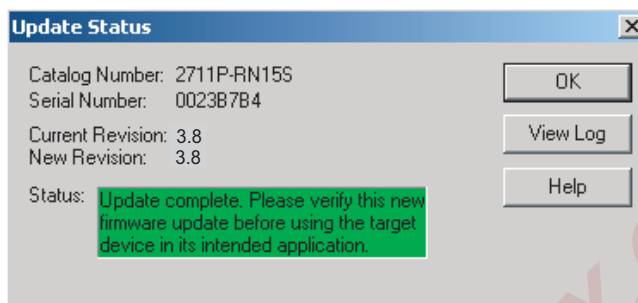 Update Status
Catalog Number: 2711P-RN15S
Serial Number: 0023B7B4
Current Revision: 3.8
New Revision: 3.8
Status: Update complete. Please verify this new
firmware update before using the target
device in its intended application.
OK
View Log
Help